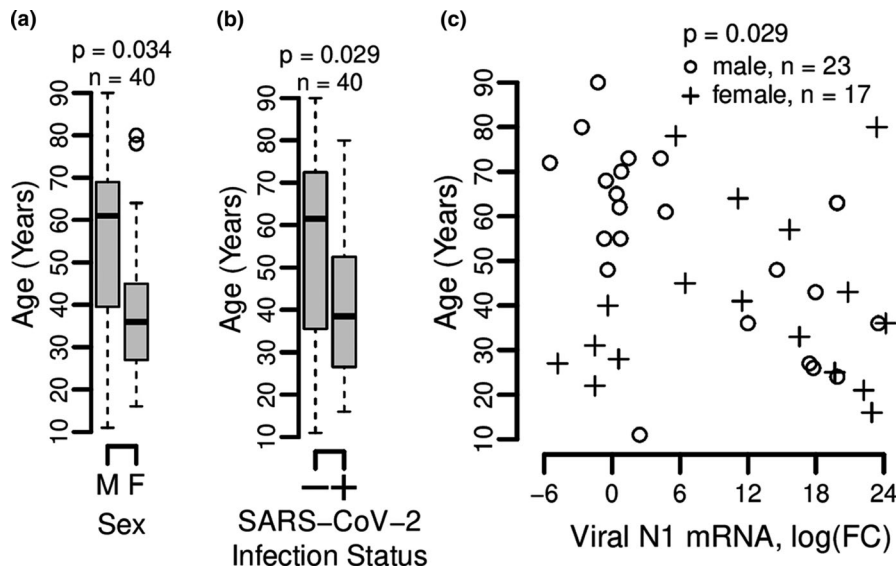 (a)
p = 0.034
n = 40
Age (Years)
90
80
70
60
50
40
30
20
10
M F
Sex
(b)
p = 0.029
n = 40
Age (Years)
90
80
70
60
50
40
30
20
10
− +
SARS−CoV−2
Infection Status
(c)
p = 0.029
male, n = 23
female, n = 17
Age (Years)
90
80
70
60
50
40
30
20
10
−6 0 6 12 18 24
Viral N1 mRNA, log(FC)